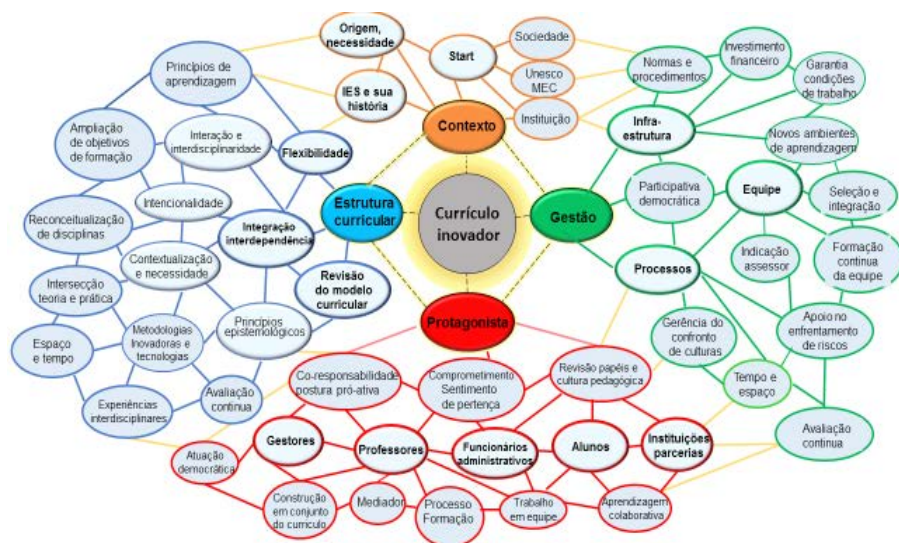 Origem,
necessidade
Sociedade
Start
Unesco
MEC
Instituição
IES e sua
história
Contexto
Princípios de
aprendizagem
Ampliação
de objetivos
de formação
Interação e
interdisciplinaridade
Flexibilidade
Intencionalidade
Reconceitualização
de disciplinas
Integração
interdependência
Estrutura
curricular
Contextualização
e necessidade
Intersecção
teoria e prática
Revisão
do modelo
curricular
Princípios
epistemológicos
Metodologias
Inovadoras e
tecnologias
Espaço
e tempo
Avaliação
continua
Experiências
interdisciplinares
Currículo
inovador
Normas e
procedimentos
Investimento
financeiro
Garantia
condições
de trabalho
Infra-
estrutura
Novos ambientes
de aprendizagem
Participativa
democrática
Equipe
Seleção e
integração
Gestão
Processos
Indicação
assessor
Formação
continua
da equipe
Gerência do
confronto
de culturas
Apoio no
enfrentamento
de riscos
Tempo e
espaço
Avaliação
continua
Protagonista
Co-responsabilidade
postura pró-ativa
Comprometimento
Sentimento
de pertença
Revisão papéis e
cultura pedagógica
Gestores
Professores
Funcionários
administrativos
Alunos
Instituições
parcerias
Atuação
democrática
Construção
em conjunto
do curriculo
Mediador
Processo
Formação
Trabalho
em equipe
Aprendizagem
colaborativa